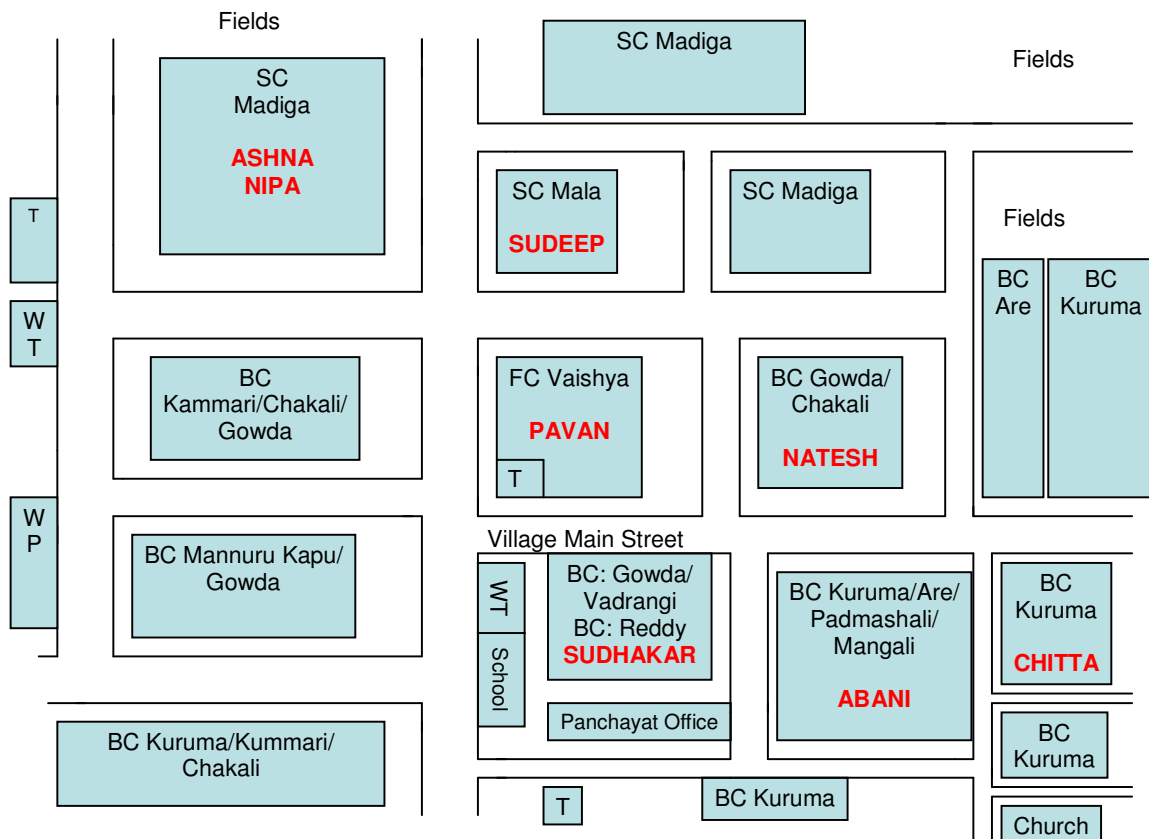 Fields
SC Madiga
Fields
SC
Madiga
ASHNA
NIPA
SC Mala
SUDEEP
SC Madiga
T
Fields
BC
Are
BC
Kuruma
W
T
BC
Kammari/Chakali/
Gowda
FC Vaishya
PAVAN
T
BC Gowda/
Chakali
NATESH
W
P
BC Mannuru Kapu/
Gowda
Village Main Street
WT
School
BC: Gowda/
Vadrangi
BC: Reddy
SUDHAKAR
Panchayat Office
BC Kuruma/Are/
Padmashali/
Mangali
ABANI
BC
Kuruma
CHITTA
BC Kuruma/Kummari/
Chakali
BC
Kuruma
T
BC Kuruma
Church